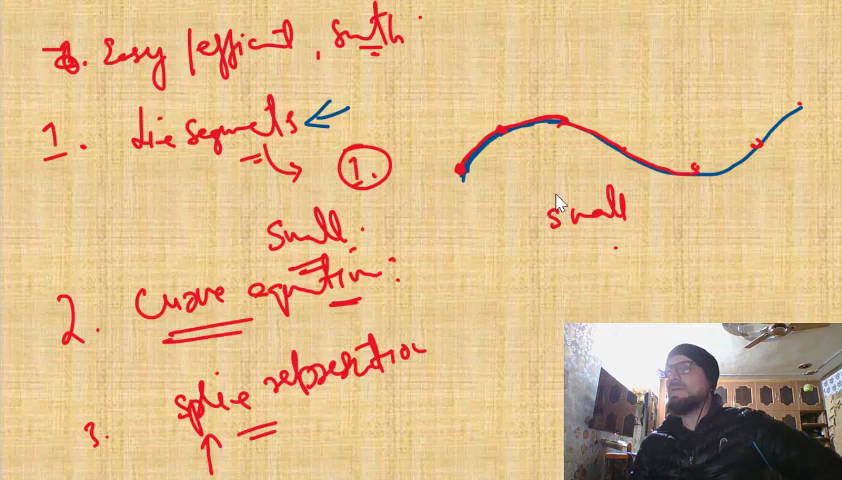 Easy / efficient, smooth.
1. Line segments
1.
small.
small.
2. Curve equation:
3. spline representation